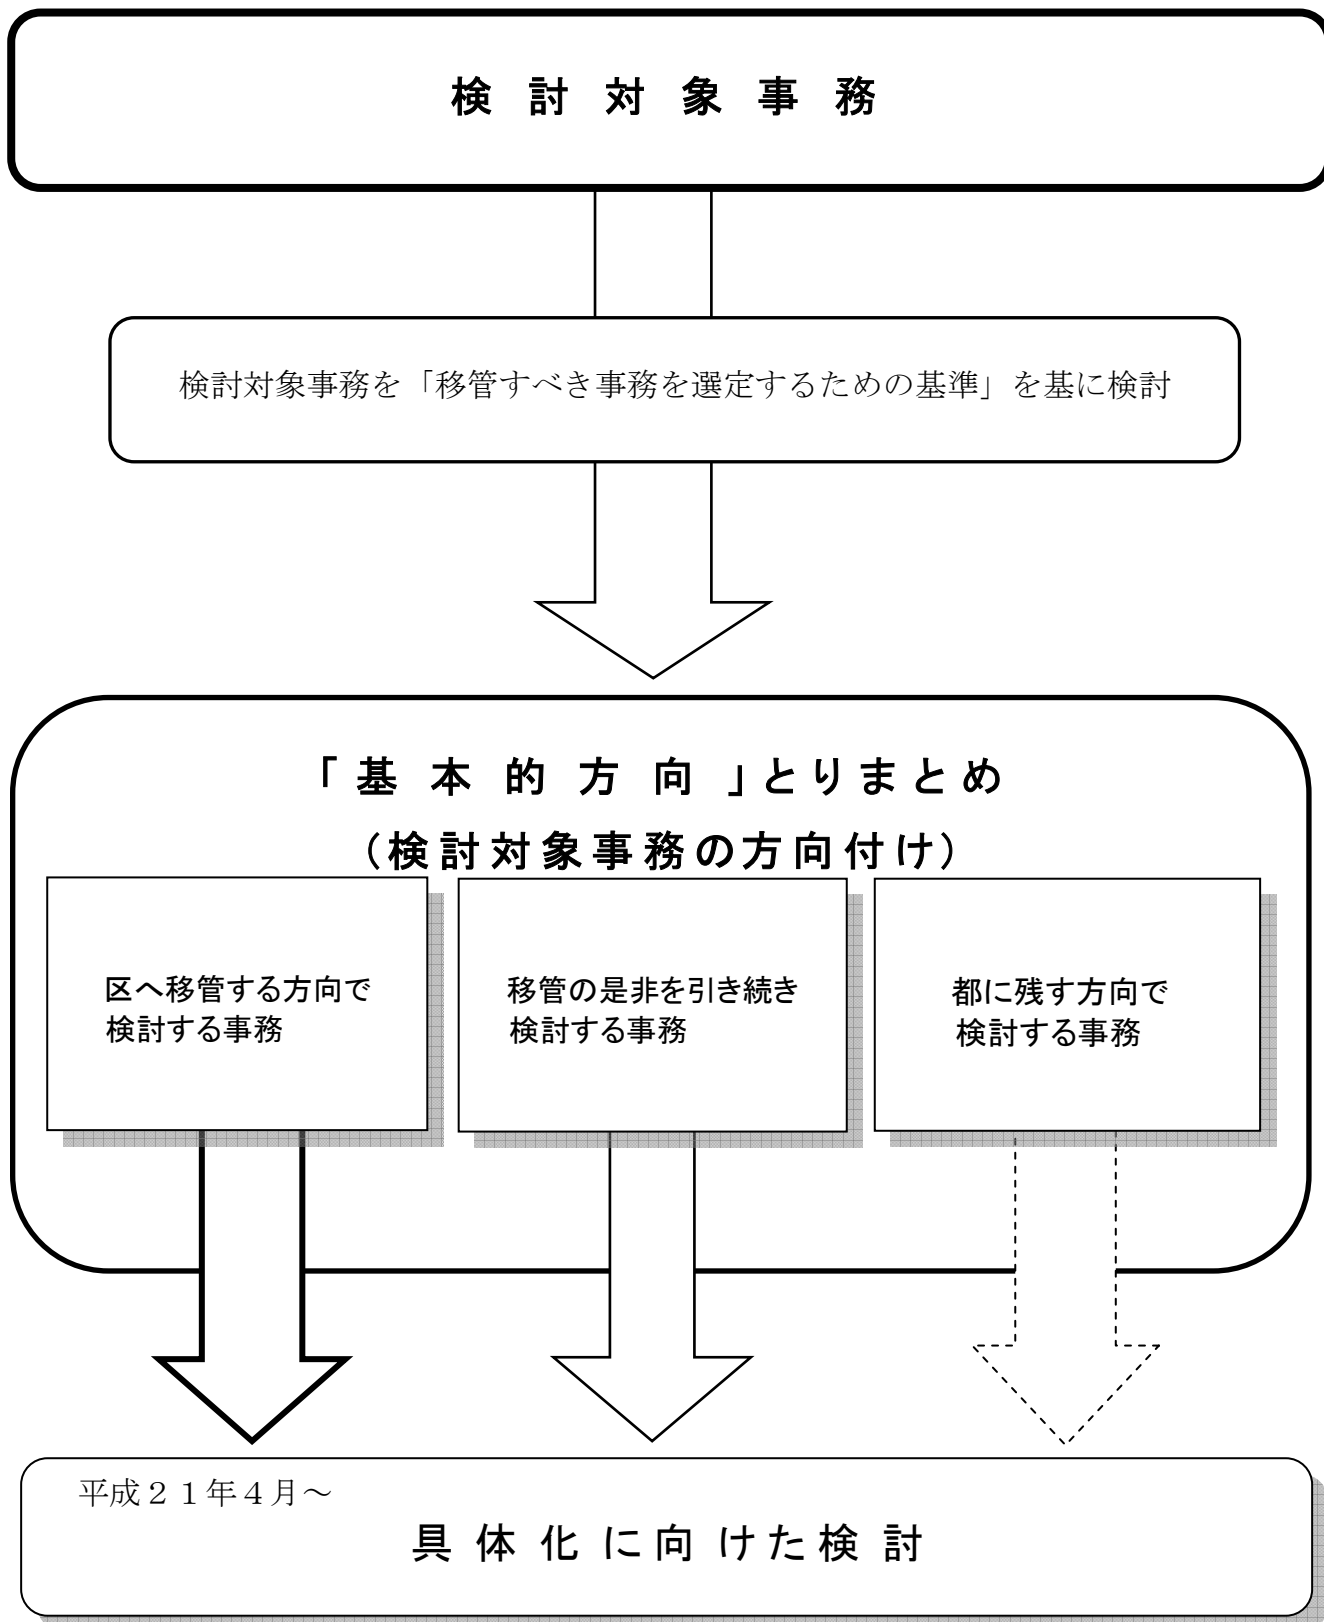 検討対象事務
検討対象事務を「移管すべき事務を選定するための基準」を基に検討
「基本的方向」とりまとめ
（検討対象事務の方向付け）
区へ移管する方向で
検討する事務
移管の是非を引き続き
検討する事務
都に残す方向で
検討する事務
平成２１年４月～
具体化に向けた検討